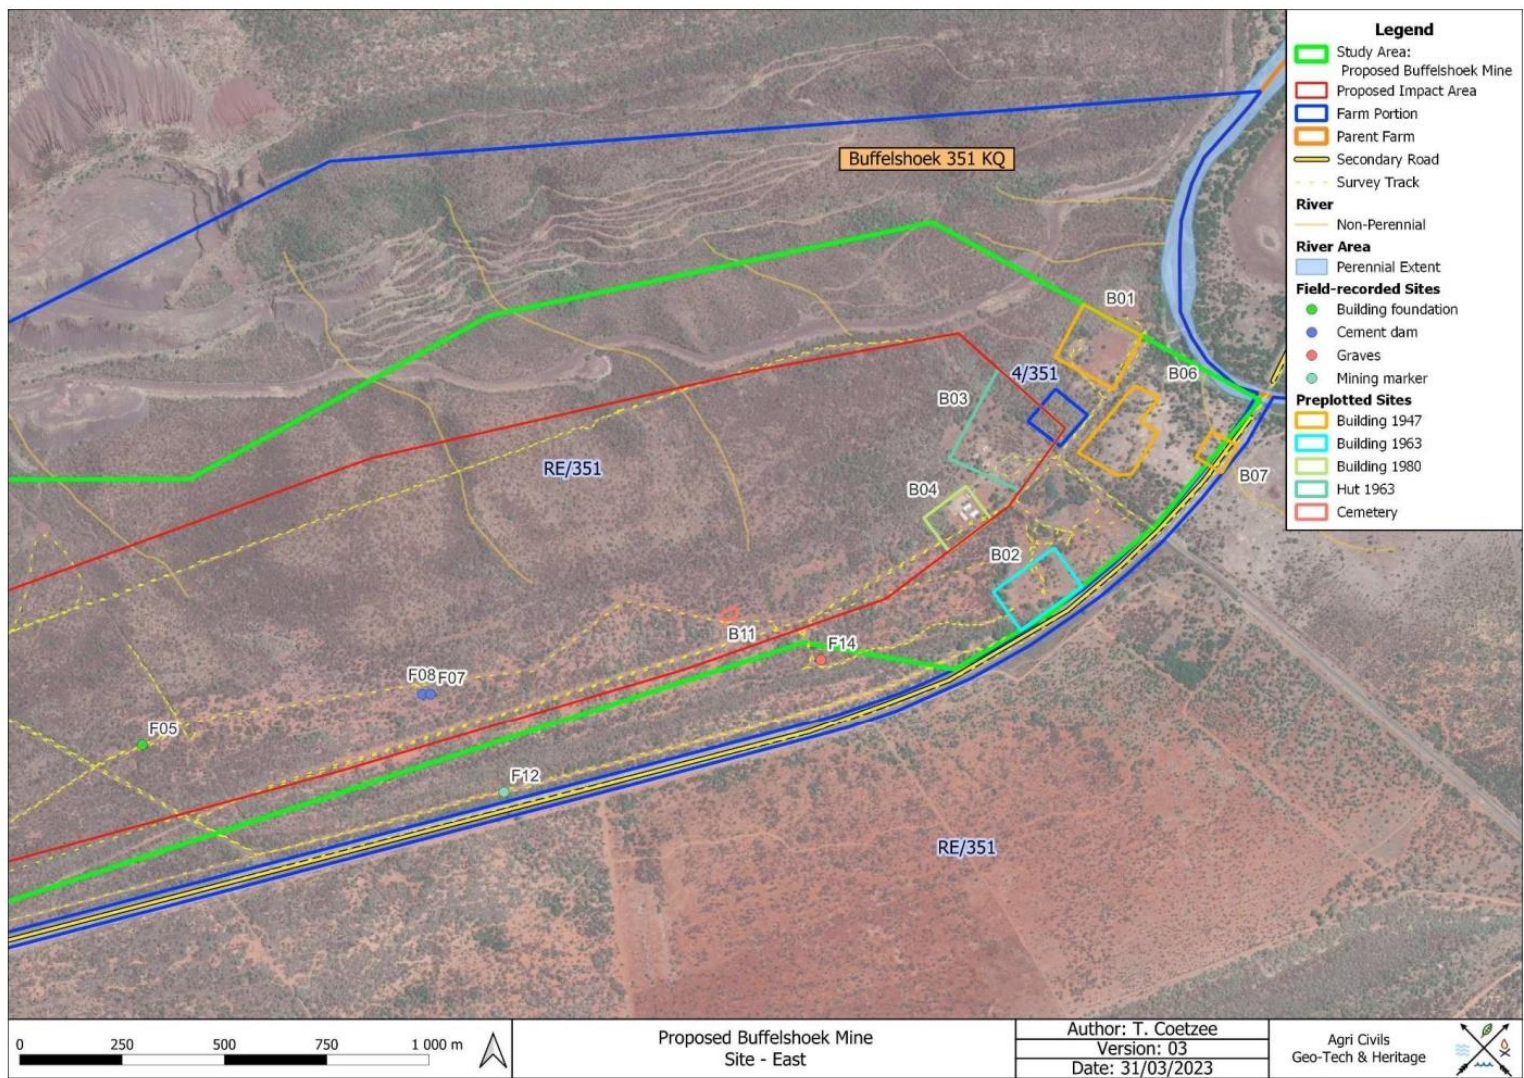 Legend
Study Area:
Proposed Buffelshoek Mine
Proposed Impact Area
Farm Portion
Parent Farm
Secondary Road
Survey Track
River
Non-Perennial
River Area
Perennial Extent
Field-recorded Sites
Building foundation
Cement dam
Graves
Mining marker
Preplotted Sites
Building 1947
Building 1963
Building 1980
Hut 1963
Cemetery
Buffelshoek 351 KQ
B01
4/351
B06
B03
RE/351
B07
B04
B02
B11
F14
F08 F07
F05
F12
RE/351
0 250 500 750 1 000 m
Proposed Buffelshoek Mine
Site - East
Author: T. Coetzee
Version: 03
Date: 31/03/2023
Agri Civils
Geo-Tech & Heritage